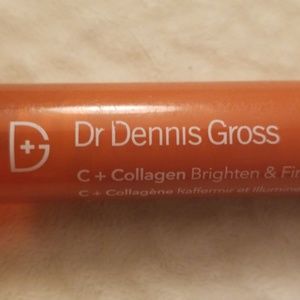 D+
Dr Dennis Gross
C + Collagen Brighten & Fir
C + Collagène Raffermir et Illumine